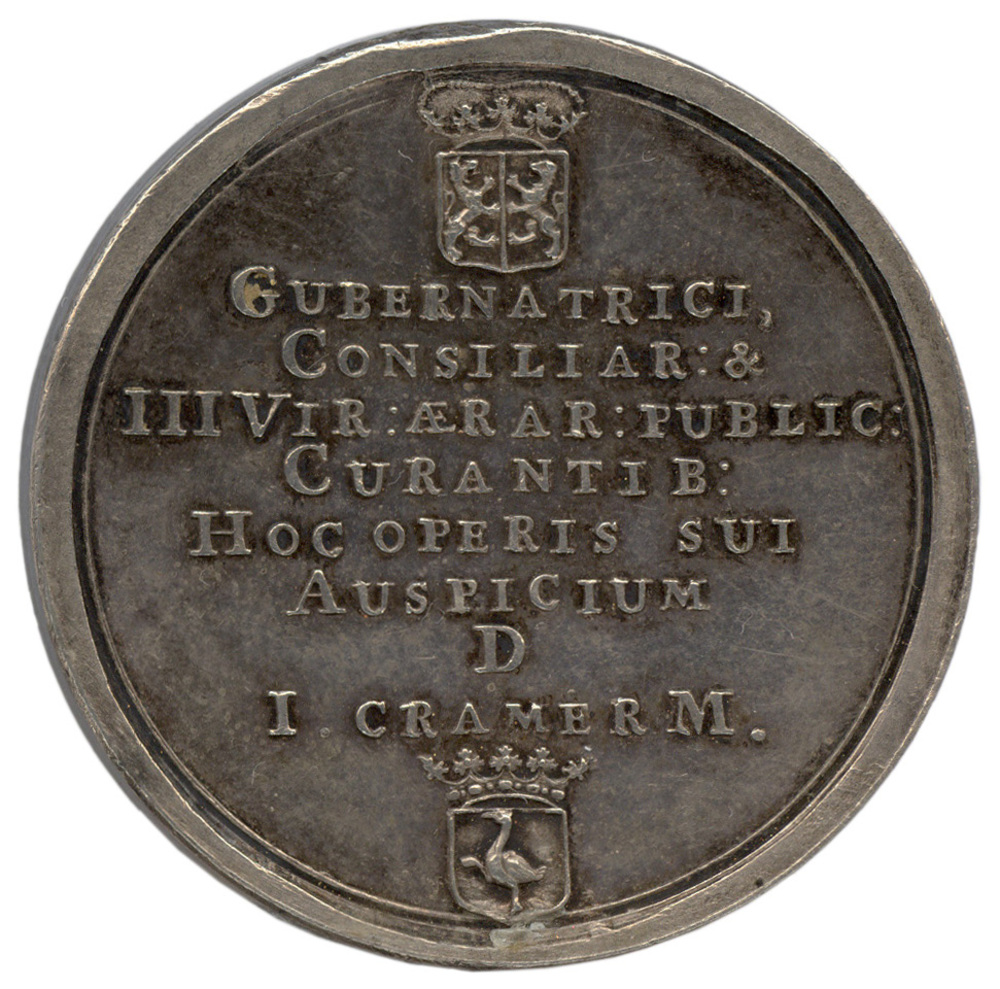 GUBERNATRICI,
CONSILIAR: &
IIIVIR: ÆRAR: PUBLIC:
CURANTIB:
HOC OPERIS SUI
AUSPICIUM
D
I. CRAMER M.